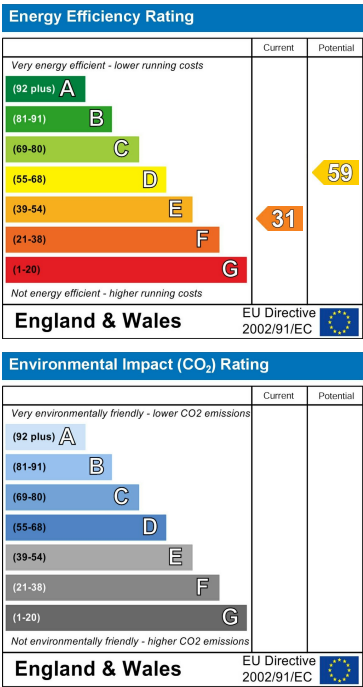 Energy Efficiency Rating
Current Potential
Very energy efficient - lower running costs
(92 plus) A
(81-91) B
(69-80) C
(55-68) D
59
(39-54) E
31
(21-38) F
(1-20) G
Not energy efficient - higher running costs
England & Wales
EU Directive
2002/91/EC
Environmental Impact (CO₂) Rating
Current Potential
Very environmentally friendly - lower CO2 emissions
(92 plus) A
(81-91) B
(69-80) C
(55-68) D
(39-54) E
(21-38) F
(1-20) G
Not environmentally friendly - higher CO2 emissions
England & Wales
EU Directive
2002/91/EC